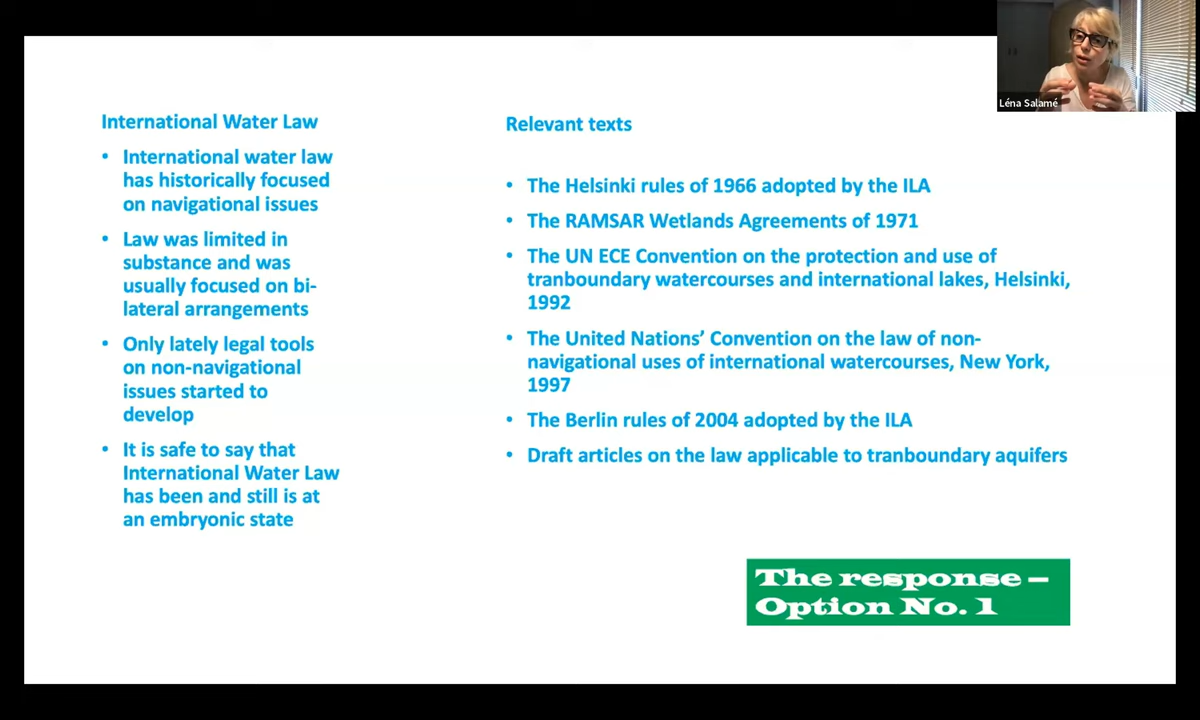 Léna Salamé
International Water Law
• International water law
has historically focused
on navigational issues
• Law was limited in
substance and was
usually focused on bi-
lateral arrangements
• Only lately legal tools
on non-navigational
issues started to
develop
• It is safe to say that
International Water Law
has been and still is at
an embryonic state
Relevant texts
• The Helsinki rules of 1966 adopted by the ILA
• The RAMSAR Wetlands Agreements of 1971
• The UN ECE Convention on the protection and use of
tranboundary watercourses and international lakes, Helsinki,
1992
• The United Nations’ Convention on the law of non-
navigational uses of international watercourses, New York,
1997
• The Berlin rules of 2004 adopted by the ILA
• Draft articles on the law applicable to tranboundary aquifers
The response –
Option No. 1